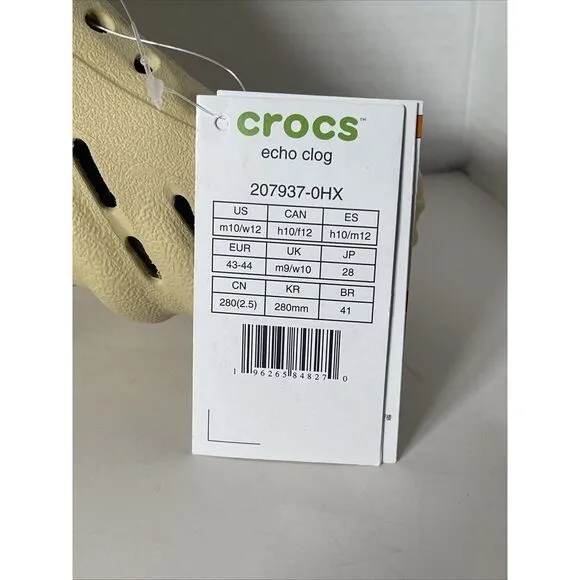 crocs™
echo clog
207937-0HX
US CAN ES
m10/w12 h10/f12 h10/m12
EUR UK JP
43-44 m9/w10 28
CN KR BR
280(2.5) 280mm 41
1 96265 84827 0